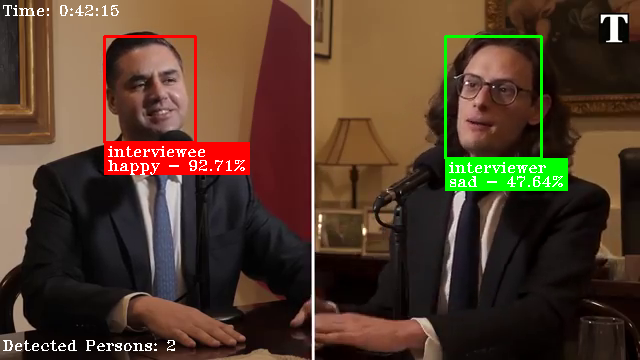 Time: 0:42:15
T
interviewee
happy – 92.71%
interviewer
sad – 47.64%
Detected Persons: 2